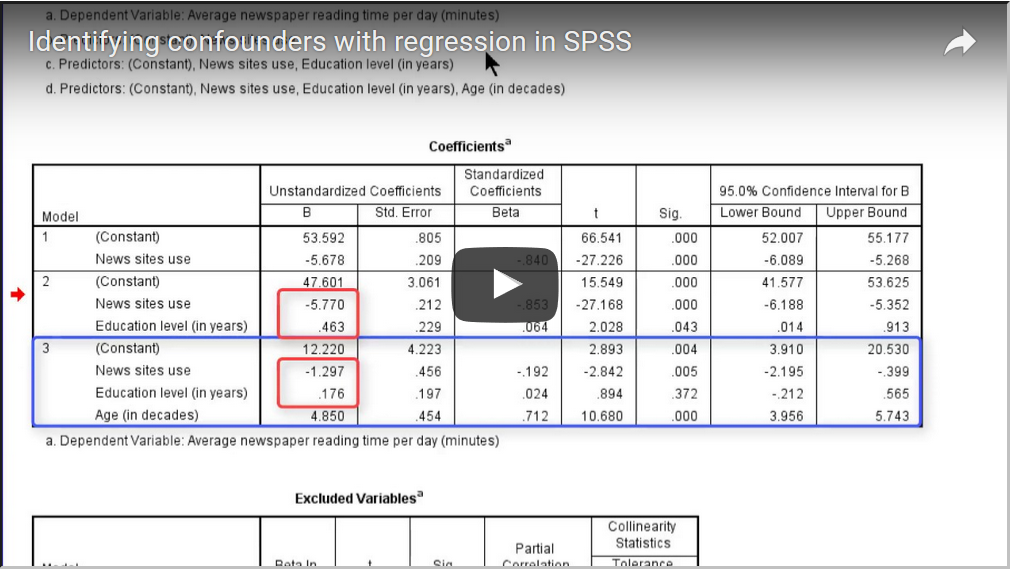 a. Dependent Variable: Average newspaper reading time per day (minutes)
Identifying confounders with regression in SPSS
c. Predictors: (Constant), News sites use, Education level (in years)
d. Predictors: (Constant), News sites use, Education level (in years), Age (in decades)
Coefficientsa
Model Unstandardized Coefficients Standardized Coefficients t Sig. 95.0% Confidence Interval for B
B Std. Error Beta Lower Bound Upper Bound
1 (Constant) 53.592 .805 66.541 .000 52.007 55.177
News sites use -5.678 .209 -.840 -27.226 .000 -6.089 -5.268
2 (Constant) 47.601 3.061 15.549 .000 41.577 53.625
News sites use -5.770 .212 -.853 -27.168 .000 -6.188 -5.352
Education level (in years) .463 .229 .064 2.028 .043 .014 .913
3 (Constant) 12.220 4.223 2.893 .004 3.910 20.530
News sites use -1.297 .456 -.192 -2.842 .005 -2.195 -.399
Education level (in years) .176 .197 .024 .894 .372 -.212 .565
Age (in decades) 4.850 .454 .712 10.680 .000 3.956 5.743
a. Dependent Variable: Average newspaper reading time per day (minutes)
Excluded Variablesa
Collinearity
Statistics
Model Beta In t Sig. Partial Correlation Tolerance